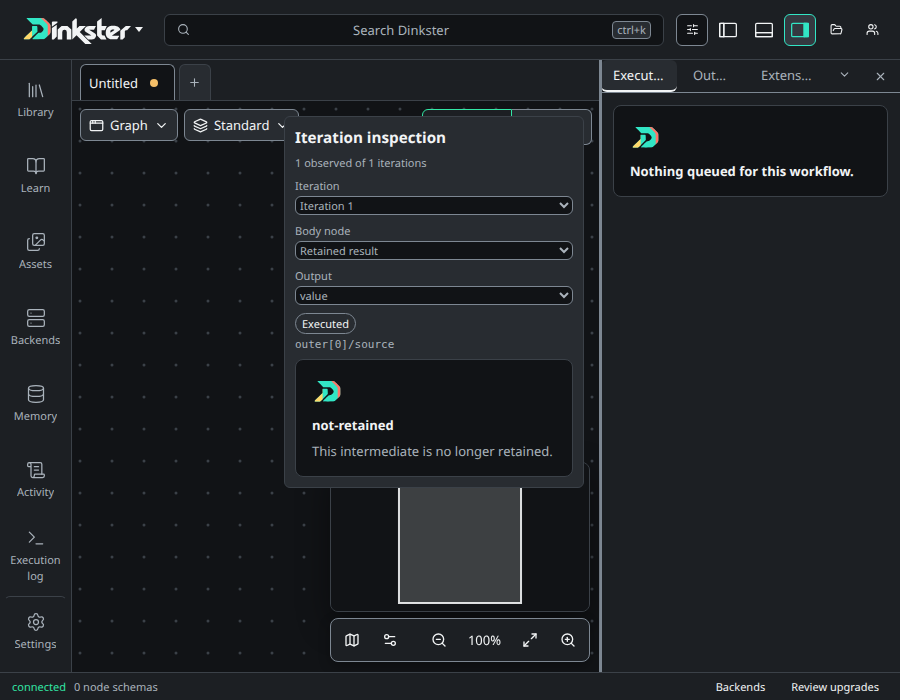 Dinkster
Search Dinkster
ctrl+k
Library
Learn
Assets
Backends
Memory
Activity
Execution
log
Settings
Untitled
+
Graph
Standard
Iteration inspection
1 observed of 1 iterations
Iteration
Iteration 1
Body node
Retained result
Output
value
Executed
outer[0]/source
not-retained
This intermediate is no longer retained.
100%
Execut...
Out...
Extens...
Nothing queued for this workflow.
connected
0 node schemas
Backends
Review upgrades